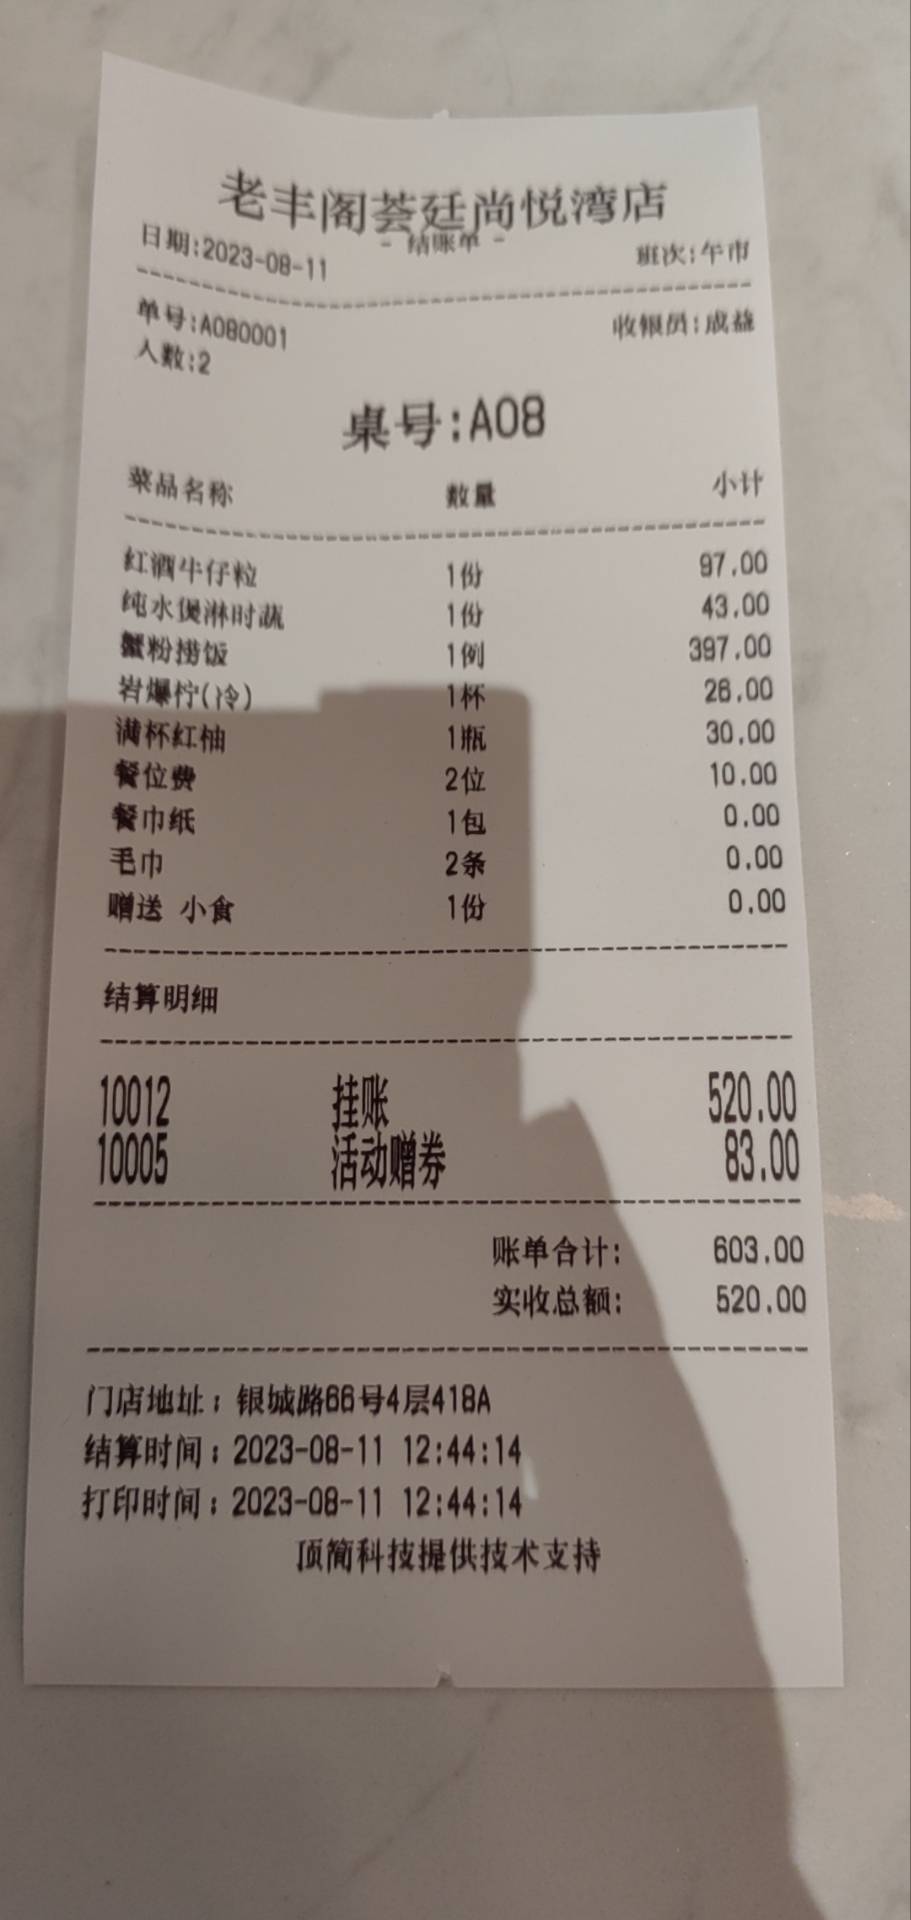 老丰阁荟廷尚悦湾店
- 结账单 -
日期:2023-08-11 班次:午市
单号:A080001 收银员:成益
人数:2
桌号:A08
菜品名称 数量 小计
红酒牛仔粒 1份 97.00
纯水煲淋时蔬 1份 43.00
蟹粉捞饭 1例 397.00
岩爆柠(冷) 1杯 26.00
满杯红柚 1瓶 30.00
餐位费 2位 10.00
餐巾纸 1包 0.00
毛巾 2条 0.00
赠送 小食 1份 0.00
结算明细
10012 挂账 520.00
10005 活动赠券 83.00
账单合计: 603.00
实收总额: 520.00
门店地址：银城路66号4层418A
结算时间：2023-08-11 12:44:14
打印时间：2023-08-11 12:44:14
顶简科技提供技术支持